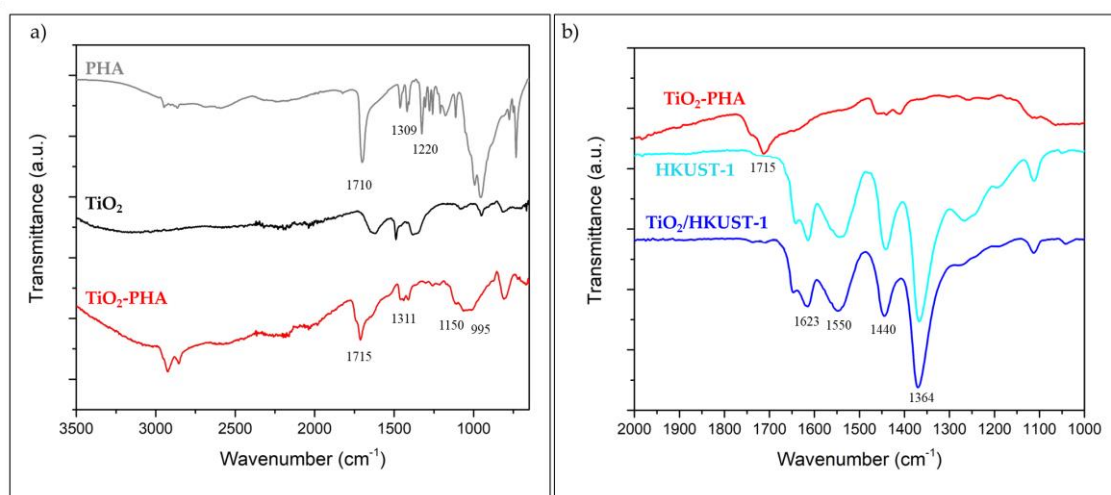 a)
PHA
1309
1220
1710
TiO2
TiO2-PHA
1311
1150
995
1715
Transmittance (a.u.)
3500 3000 2500 2000 1500 1000
Wavenumber (cm-1)
b)
TiO2-PHA
1715
HKUST-1
TiO2/HKUST-1
1623
1550
1440
1364
Transmittance (a.u.)
2000 1900 1800 1700 1600 1500 1400 1300 1200 1100 1000
Wavenumber (cm-1)